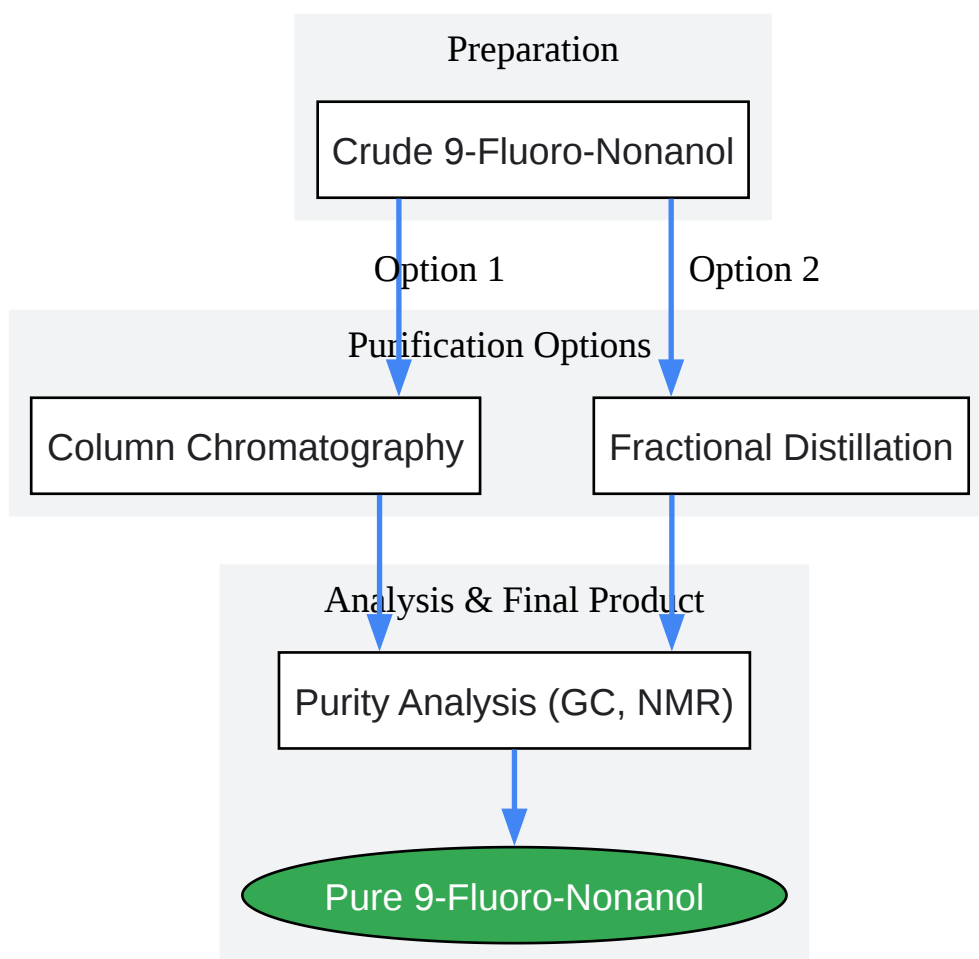 Preparation
Crude 9-Fluoro-Nonanol
Option 1
Option 2
Purification Options
Column Chromatography
Fractional Distillation
Analysis & Final Product
Purity Analysis (GC, NMR)
Pure 9-Fluoro-Nonanol